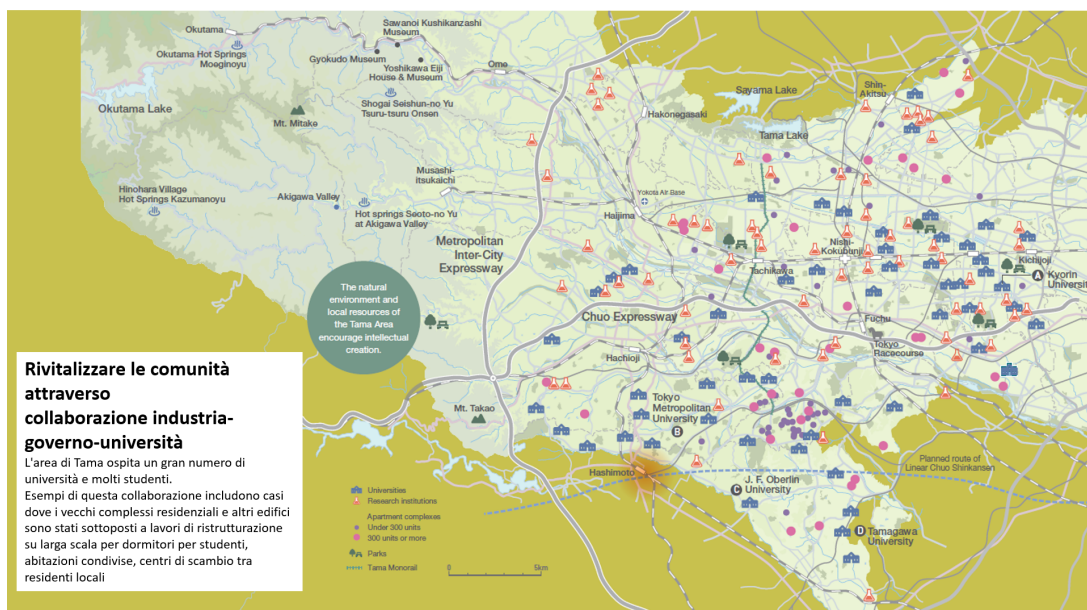 Okutama
Sawanoi Kushikanzashi
Museum
Okutama Hot Springs
Moeginoyu
Gyokudo Museum
Yoshikawa Eiji
House & Museum
Ome
Okutama Lake
Mt. Mitake
Shogai Seishun-no Yu
Tsuru-tsuru Onsen
Hakonegasaki
Sayama Lake
Shin-
Akitsu
Tama Lake
Musashi-
itsukaichi
Yokota Air Base
Hinohara Village
Hot Springs Kazumanoyu
Akigawa Valley
Hot springs Seoto-no Yu
at Akigawa Valley
Haijima
Metropolitan
Inter-City
Expressway
Nishi-
Kokubunji
Tachikawa
Kichijoji
A Kyorin
Universit
The natural
environment and
local resources of
the Tama Area
encourage intellectual
creation.
Chuo Expressway
Fuchu
Tokyo
Racecourse
Hachioji
Mt. Takao
Tokyo
Metropolitan
University
B
Hashimoto
Planned route of
Linear Chuo Shinkansen
J. F. Oberlin
C University
D Tamagawa
University
Rivitalizzare le comunità
attraverso
collaborazione industria-
governo-università
L'area di Tama ospita un gran numero di
università e molti studenti.
Esempi di questa collaborazione includono casi
dove i vecchi complessi residenziali e altri edifici
sono stati sottoposti a lavori di ristrutturazione
su larga scala per dormitori per studenti,
abitazioni condivise, centri di scambio tra
residenti locali
Universities
Research institutions
Apartment complexes
Under 300 units
300 units or more
Parks
Tama Monorail
0 5km